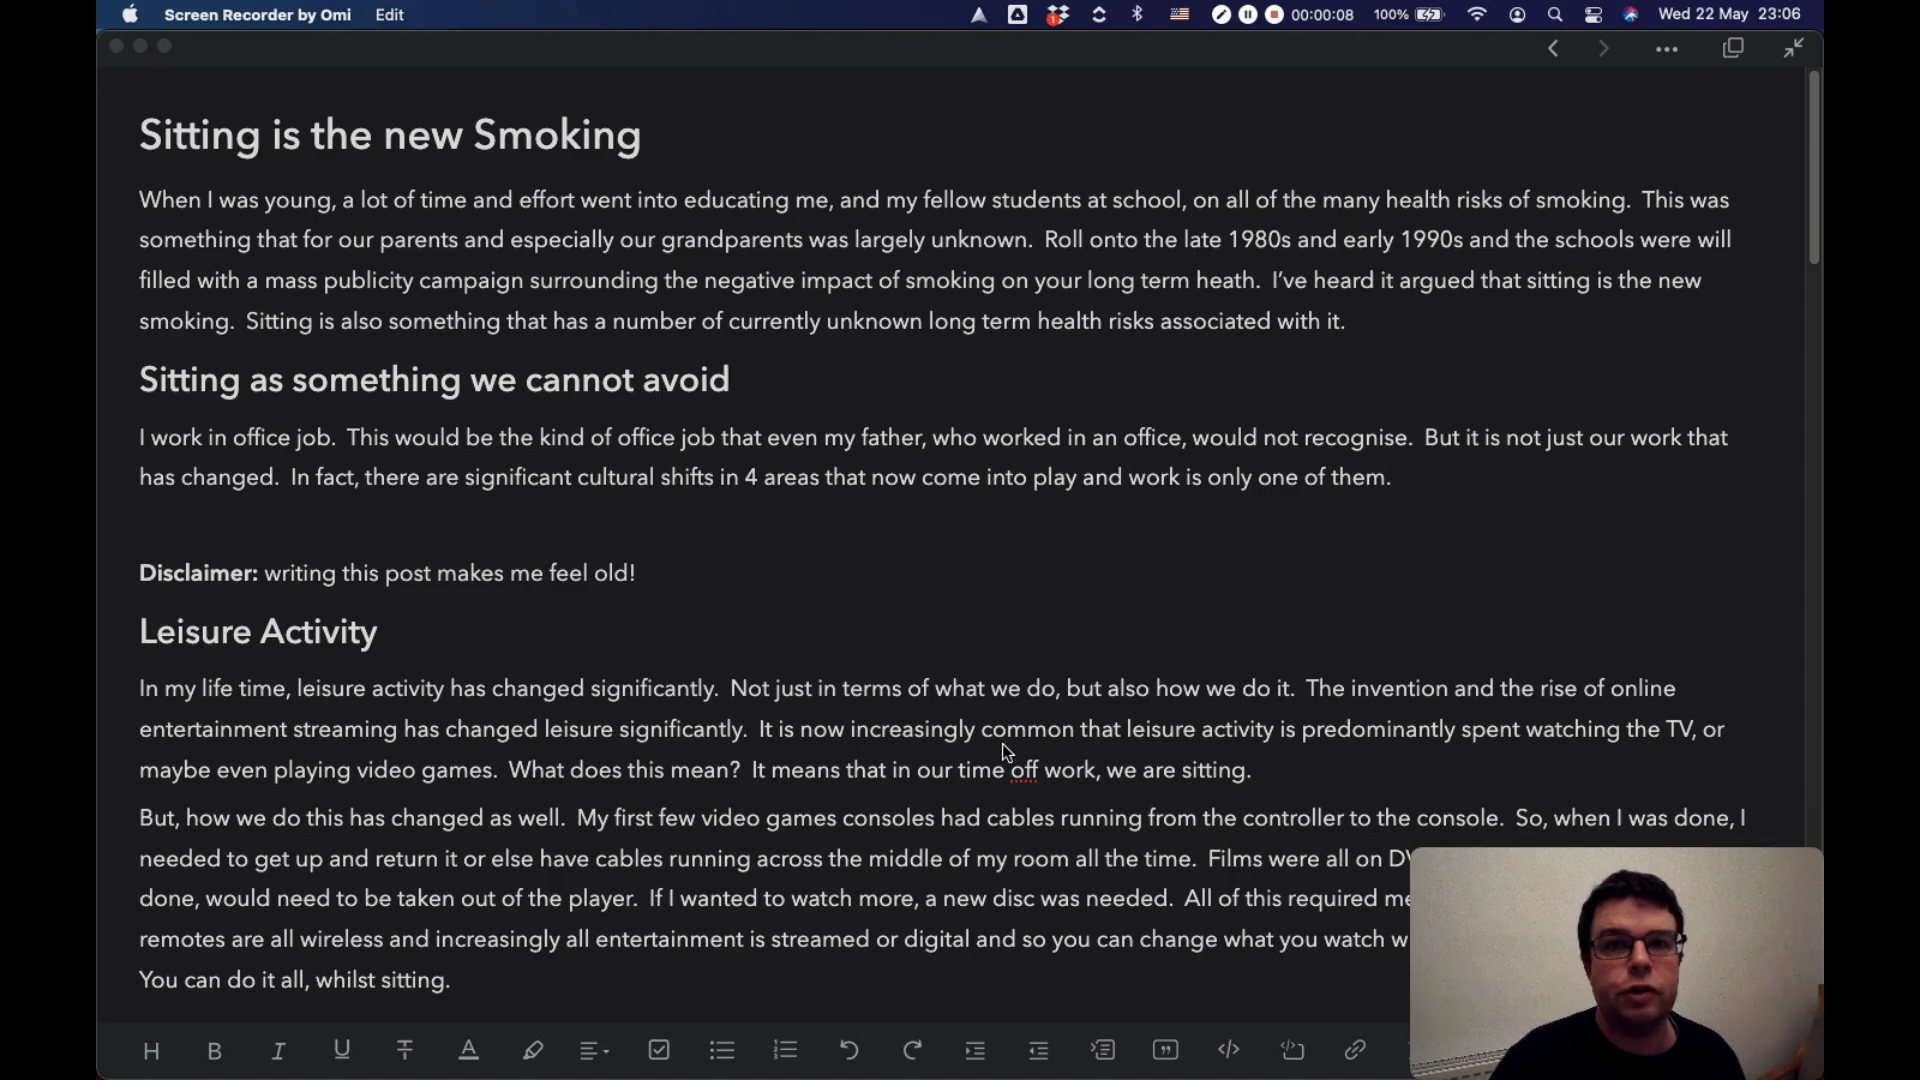 Screen Recorder by Omi Edit 1 00:00:08 100% Wed 22 May 23:06
Sitting is the new Smoking
When I was young, a lot of time and effort went into educating me, and my fellow students at school, on all of the many health risks of smoking. This was
something that for our parents and especially our grandparents was largely unknown. Roll onto the late 1980s and early 1990s and the schools were will
filled with a mass publicity campaign surrounding the negative impact of smoking on your long term heath. I've heard it argued that sitting is the new
smoking. Sitting is also something that has a number of currently unknown long term health risks associated with it.
Sitting as something we cannot avoid
I work in office job. This would be the kind of office job that even my father, who worked in an office, would not recognise. But it is not just our work that
has changed. In fact, there are significant cultural shifts in 4 areas that now come into play and work is only one of them.
Disclaimer: writing this post makes me feel old!
Leisure Activity
In my life time, leisure activity has changed significantly. Not just in terms of what we do, but also how we do it. The invention and the rise of online
entertainment streaming has changed leisure significantly. It is now increasingly common that leisure activity is predominantly spent watching the TV, or
maybe even playing video games. What does this mean? It means that in our time off work, we are sitting.
But, how we do this has changed as well. My first few video games consoles had cables running from the controller to the console. So, when I was done, I
needed to get up and return it or else have cables running across the middle of my room all the time. Films were all on
done, would need to be taken out of the player. If I wanted to watch more, a new disc was needed. All of this required
remotes are all wireless and increasingly all entertainment is streamed or digital and so you can change what you watch
You can do it all, whilst sitting.
H B I U T A